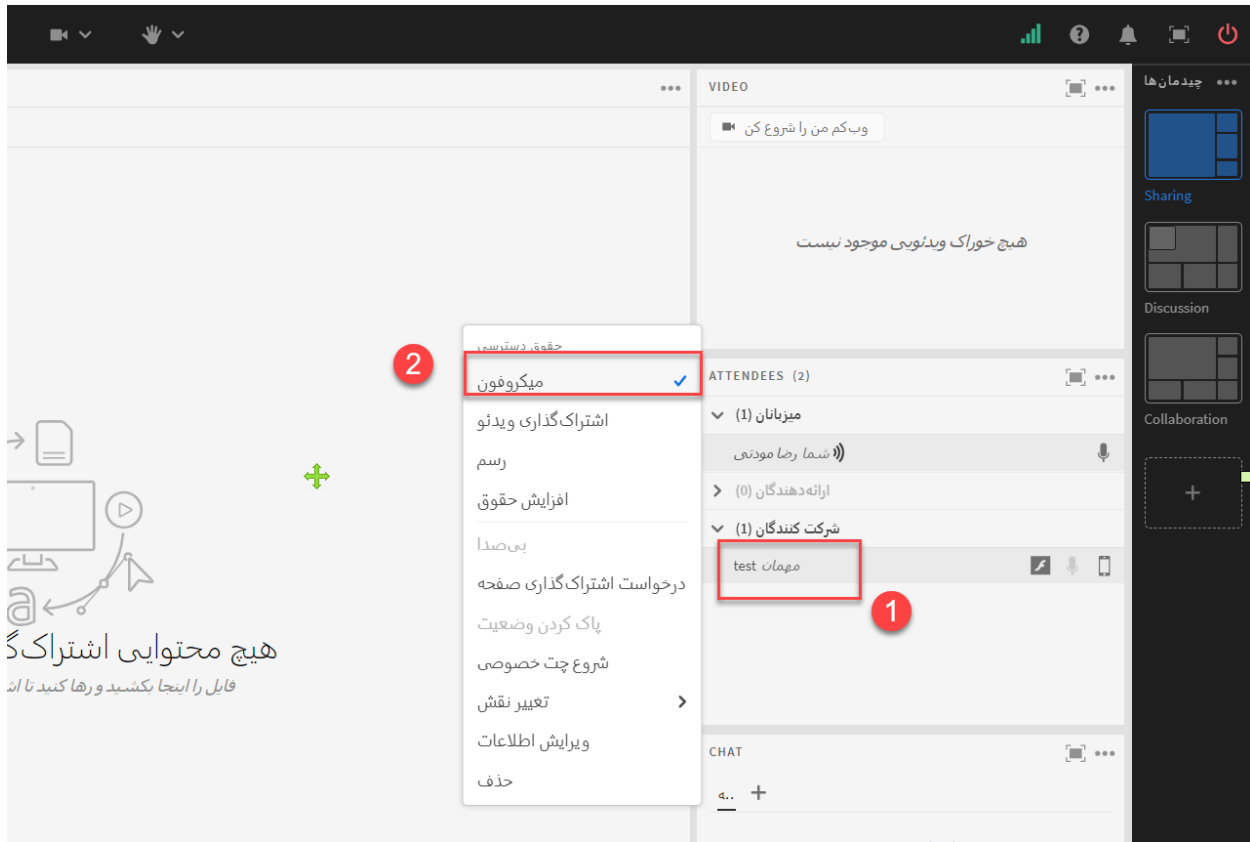 چیدمان‌ها
VIDEO
وب‌کم من را شروع کن
Sharing
هیچ خوراک ویدئویی موجود نیست
Discussion
حقوق دسترسی
2
میکروفون
اشتراک‌گذاری ویدئو
رسم
افزایش حقوق
بی‌صدا
درخواست اشتراک‌گذاری صفحه
پاک کردن وضعیت
شروع چت خصوصی
تغییر نقش
ویرایش اطلاعات
حذف
ATTENDEES (2)
میزبانان (1)
شما رضا مودتی
ارائه‌دهندگان (0)
شرکت کنندگان (1)
test مهمان
1
Collaboration
هیچ محتوایی
فایل را اینجا بکشید و رها کنید تا
CHAT